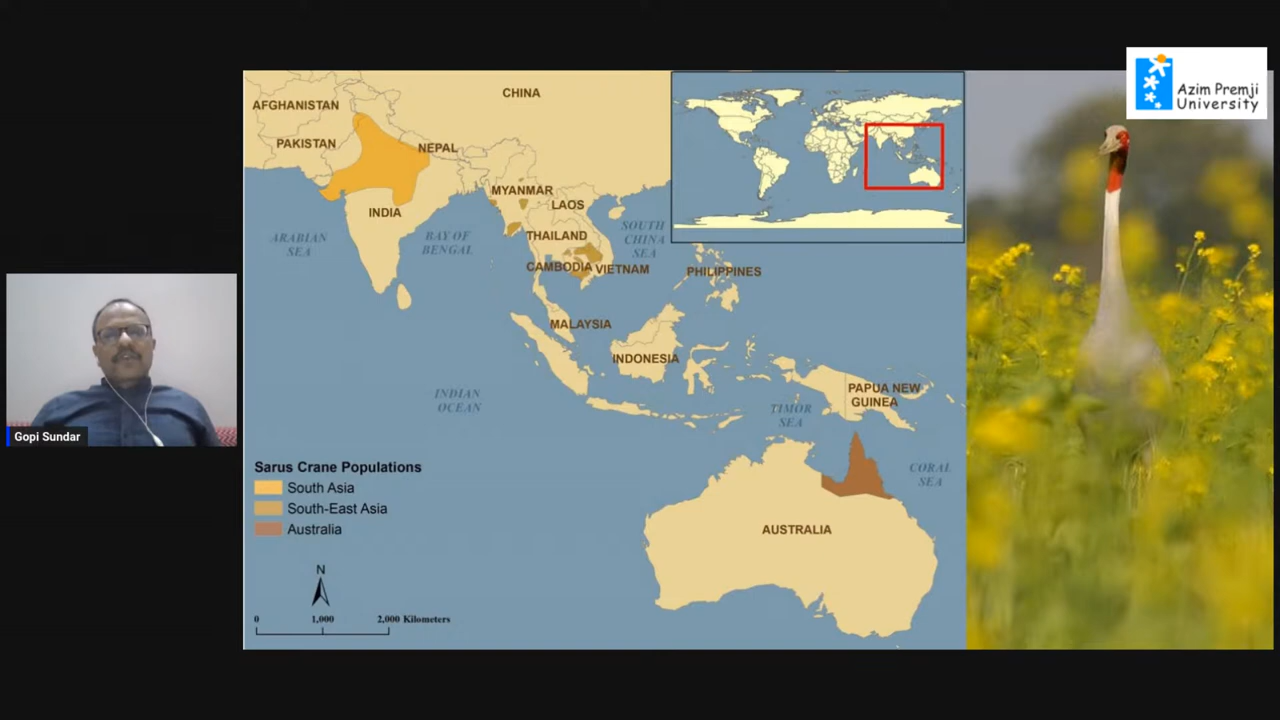 Azim Premji
University
AFGHANISTAN
CHINA
PAKISTAN
NEPAL
MYANMAR
LAOS
INDIA
ARABIAN
SEA
BAY OF
BENGAL
THAILAND
SOUTH
CHINA
SEA
CAMBODIA
VIETNAM
PHILIPPINES
MALAYSIA
INDONESIA
INDIAN
OCEAN
PAPUA NEW
GUINEA
TIMOR
SEA
CORAL
SEA
AUSTRALIA
Gopi Sundar
Sarus Crane Populations
South Asia
South-East Asia
Australia
N
0 1,000 2,000 Kilometers